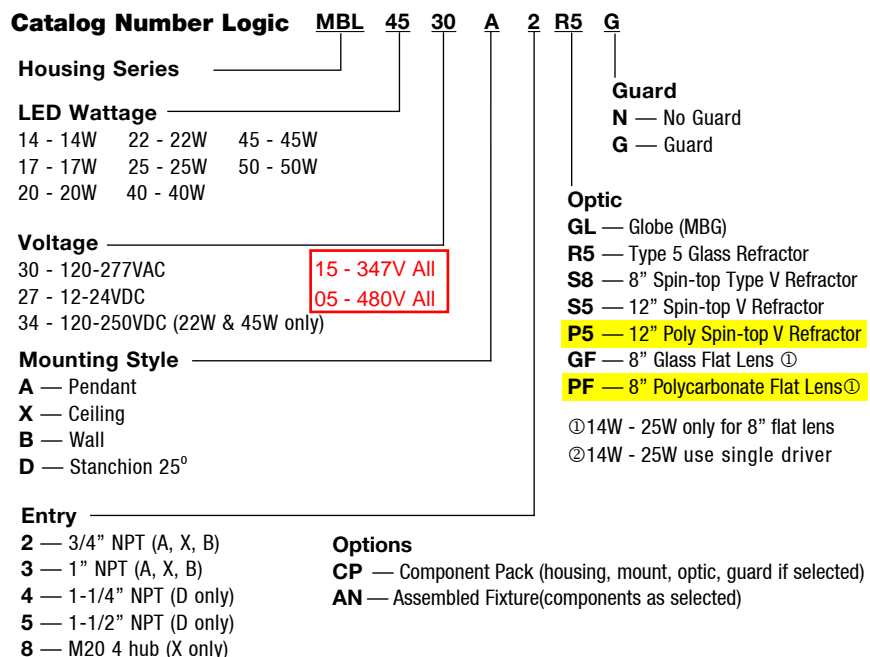 Catalog Number Logic MBL 45 30 A 2 R5 G
Housing Series
LED Wattage
14 - 14W 22 - 22W 45 - 45W
17 - 17W 25 - 25W 50 - 50W
20 - 20W 40 - 40W
Voltage
30 - 120-277VAC
27 - 12-24VDC
34 - 120-250VDC (22W & 45W only)
15 - 347V All
05 - 480V All
Mounting Style
A — Pendant
X — Ceiling
B — Wall
D — Stanchion 25⁰
Entry
2 — 3/4” NPT (A, X, B)
3 — 1” NPT (A, X, B)
4 — 1-1/4” NPT (D only)
5 — 1-1/2” NPT (D only)
8 — M20 4 hub (X only)
Guard
N — No Guard
G — Guard
Optic
GL — Globe (MBG)
R5 — Type 5 Glass Refractor
S8 — 8” Spin-top Type V Refractor
S5 — 12” Spin-top V Refractor
P5 — 12” Poly Spin-top V Refractor
GF — 8” Glass Flat Lens ①
PF — 8” Polycarbonate Flat Lens①
①14W - 25W only for 8” flat lens
②14W - 25W use single driver
Options
CP — Component Pack (housing, mount, optic, guard if selected)
AN — Assembled Fixture(components as selected)